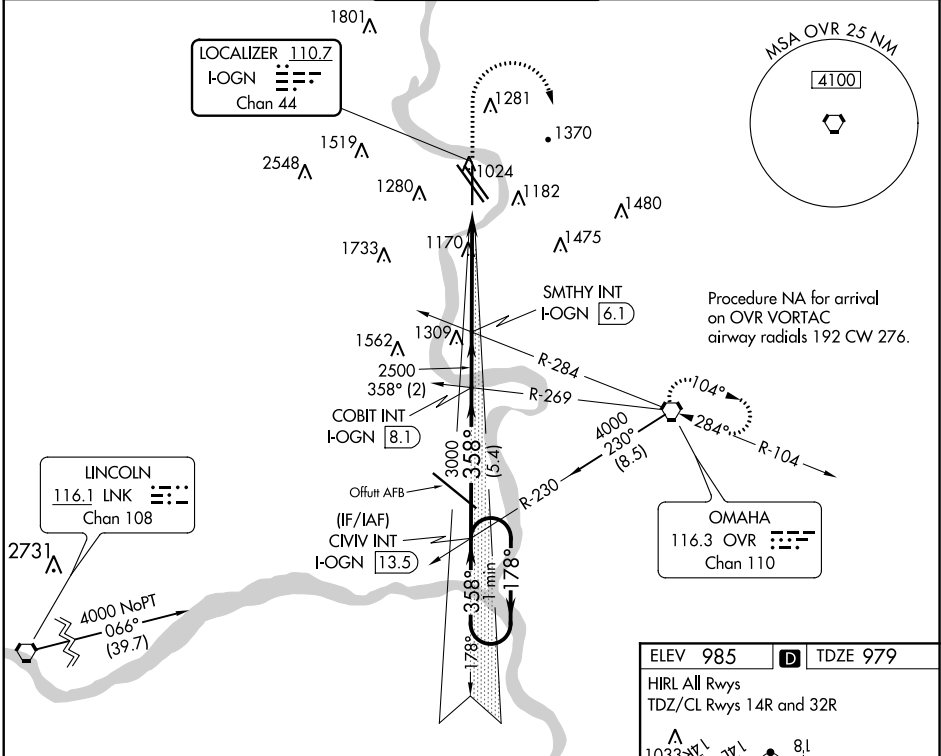 1801
LOCALIZER 110.7
I-OGN
Chan 44
MSA OVR 25 NM
4100
1281
1370
1519
2548
1024
1280
1182
1480
1733
1170
1475
SMTHY INT
I-OGN 6.1
Procedure NA for arrival
on OVR VORTAC
airway radials 192 CW 276.
1562
1309
2500
358° (2)
R-284
R-269
COBIT INT
I-OGN 8.1
104°
284°
R-104
4000
230°
(8.5)
R-230
3000
358°
(5.4)
LINCOLN
116.1 LNK
Chan 108
Offutt AFB
(IF/IAF)
CIVIV INT
I-OGN 13.5
OMAHA
116.3 OVR
Chan 110
2731
358°
1 min
178°
178°
4000 NoPT
066°
(39.7)
ELEV 985
D
TDZE 979
HIRL All Rwys
TDZ/CL Rwys 14R and 32R
1033
14R
14L
18